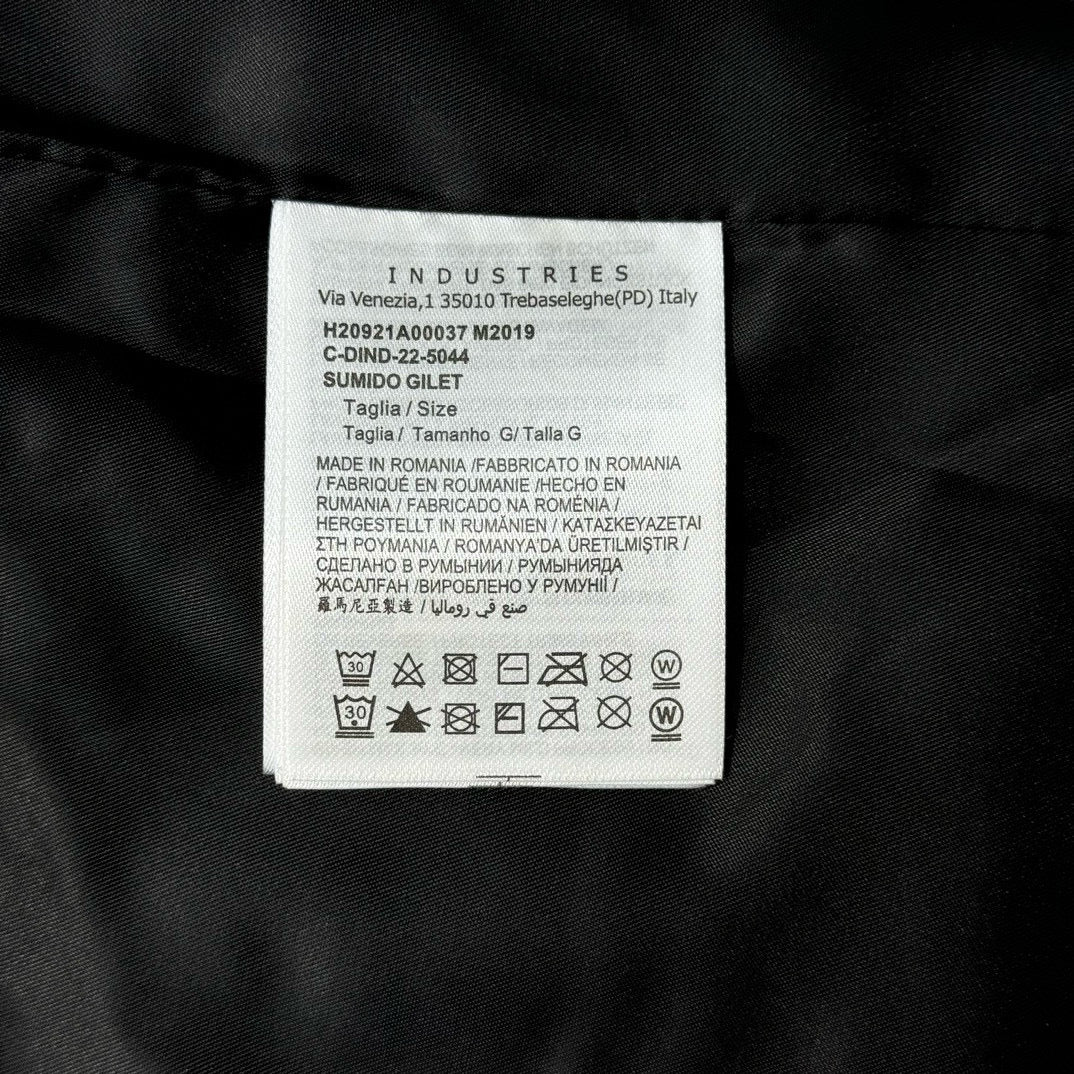 INDUSTRIES
Via Venezia,1 35010 Trebaseleghe(PD) Italy
H20921A00037 M2019
C-DIND-22-5044
SUMIDO GILET
Taglia / Size
Taglia / Tamanho G/ Talla G
MADE IN ROMANIA /FABBRICATO IN ROMANIA
/ FABRIQUÉ EN ROUMANIE /HECHO EN
RUMANIA / FABRICADO NA ROMÉNIA /
HERGESTELLT IN RUMÄNIEN / ΚΑΤΑΣΚΕΥΑΖΕΤΑΙ
ΣΤΗ ΡΟΥΜΑΝΙΑ / ROMANYA'DA ÜRETILMIŞTIR /
СДЕЛАНО В РУМЫНИИ / РУМЫНИЯДА
ЖАСАЛҒАН /ВИРОБЛЕНО У РУМУНІЇ /
羅馬尼亞製造 / صنع في روماليا
30 W
30 W